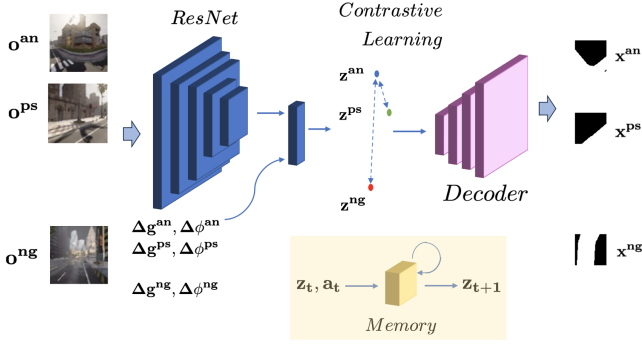 ResNet
Contrastive
Learning
o^an
z^an
x^an
o^ps
z^ps
x^ps
z^ng
Decoder
Δg^an, Δϕ^an
Δg^ps, Δϕ^ps
o^ng
x^ng
Δg^ng, Δϕ^ng
z_t, a_t
z_t+1
Memory